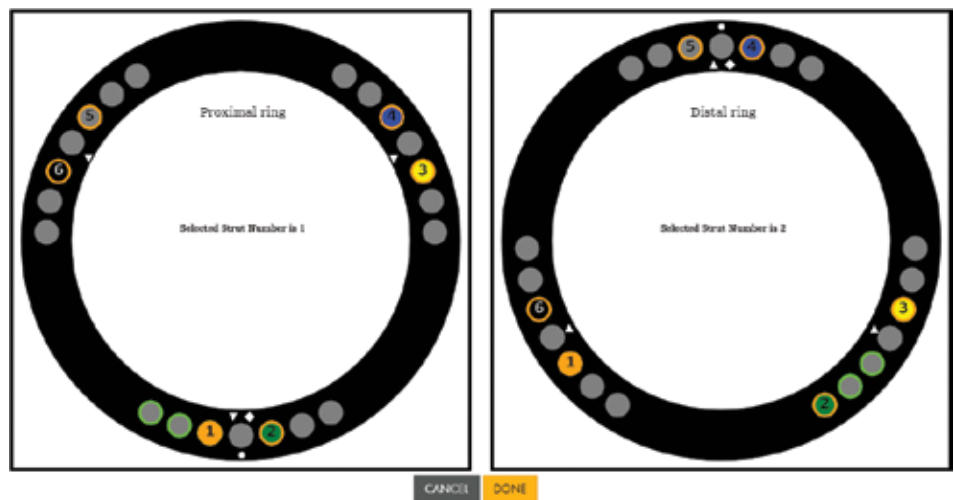 5
4
6
3
Proximal ring
Selected Strut Number is 1
1
2
5
4
Distal ring
Selected Strut Number is 2
6
3
1
2
CANCEL
DONE